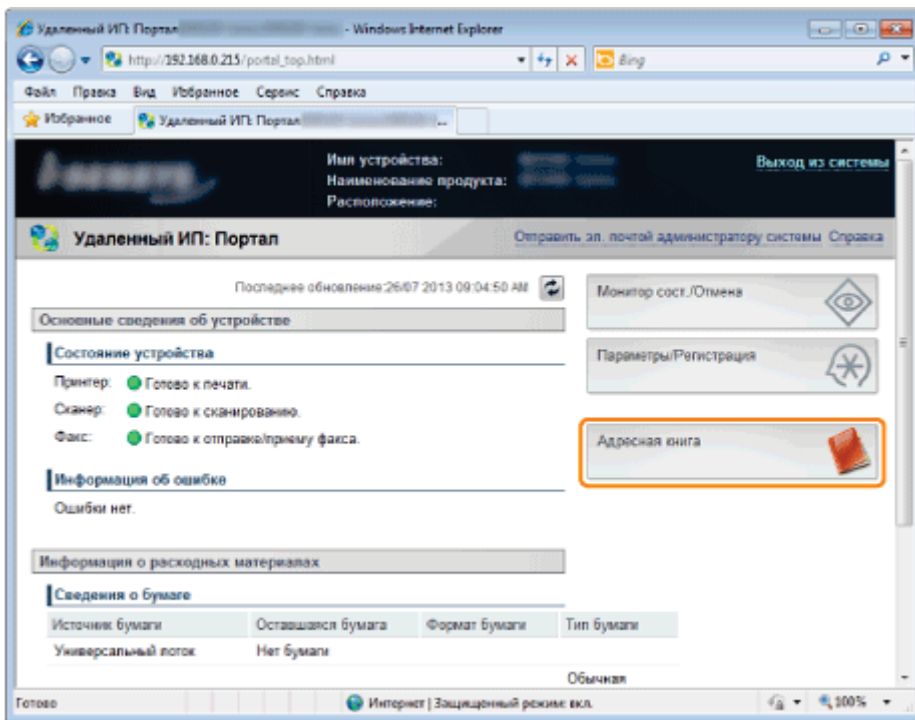 Удаленный ИП: Портал - Windows Internet Explorer
http://192.168.0.215/portal_top.html
Bing
Файл Правка Вид Избранное Сервис Справка
Избранное
Удаленный ИП: Портал ...
Имя устройства:
Наименование продукта:
Расположение:
Выход из системы
Удаленный ИП: Портал
Отправить эл. почтой администратору системы Справка
Последнее обновление:26/07 2013 09:04:50 AM
Монитор сост./Отмена
Основные сведения об устройстве
Состояние устройства
Параметры/Регистрация
Принтер: Готово к печати.
Сканер: Готово к сканированию.
Факс: Готово к отправке/приему факса.
Адресная книга
Информация об ошибке
Ошибки нет.
Информация о расходных материалах
Сведения о бумаге
Источник бумаги Оставшаяся бумага Формат бумаги Тип бумаги
Универсальный лоток Нет бумаги
Обычная
Готово
Интернет | Защищенный режим: вкл.
100%